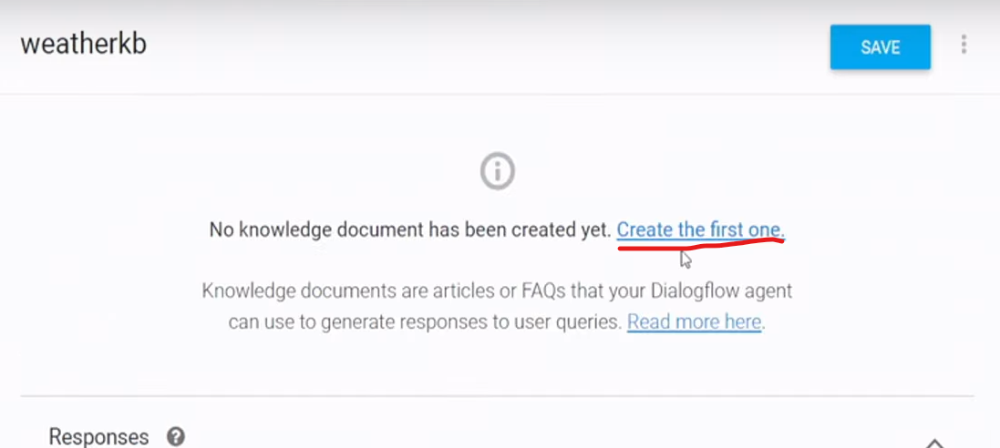 weatherkb
SAVE
No knowledge document has been created yet. Create the first one.
Knowledge documents are articles or FAQs that your Dialogflow agent
can use to generate responses to user queries. Read more here.
Responses ?